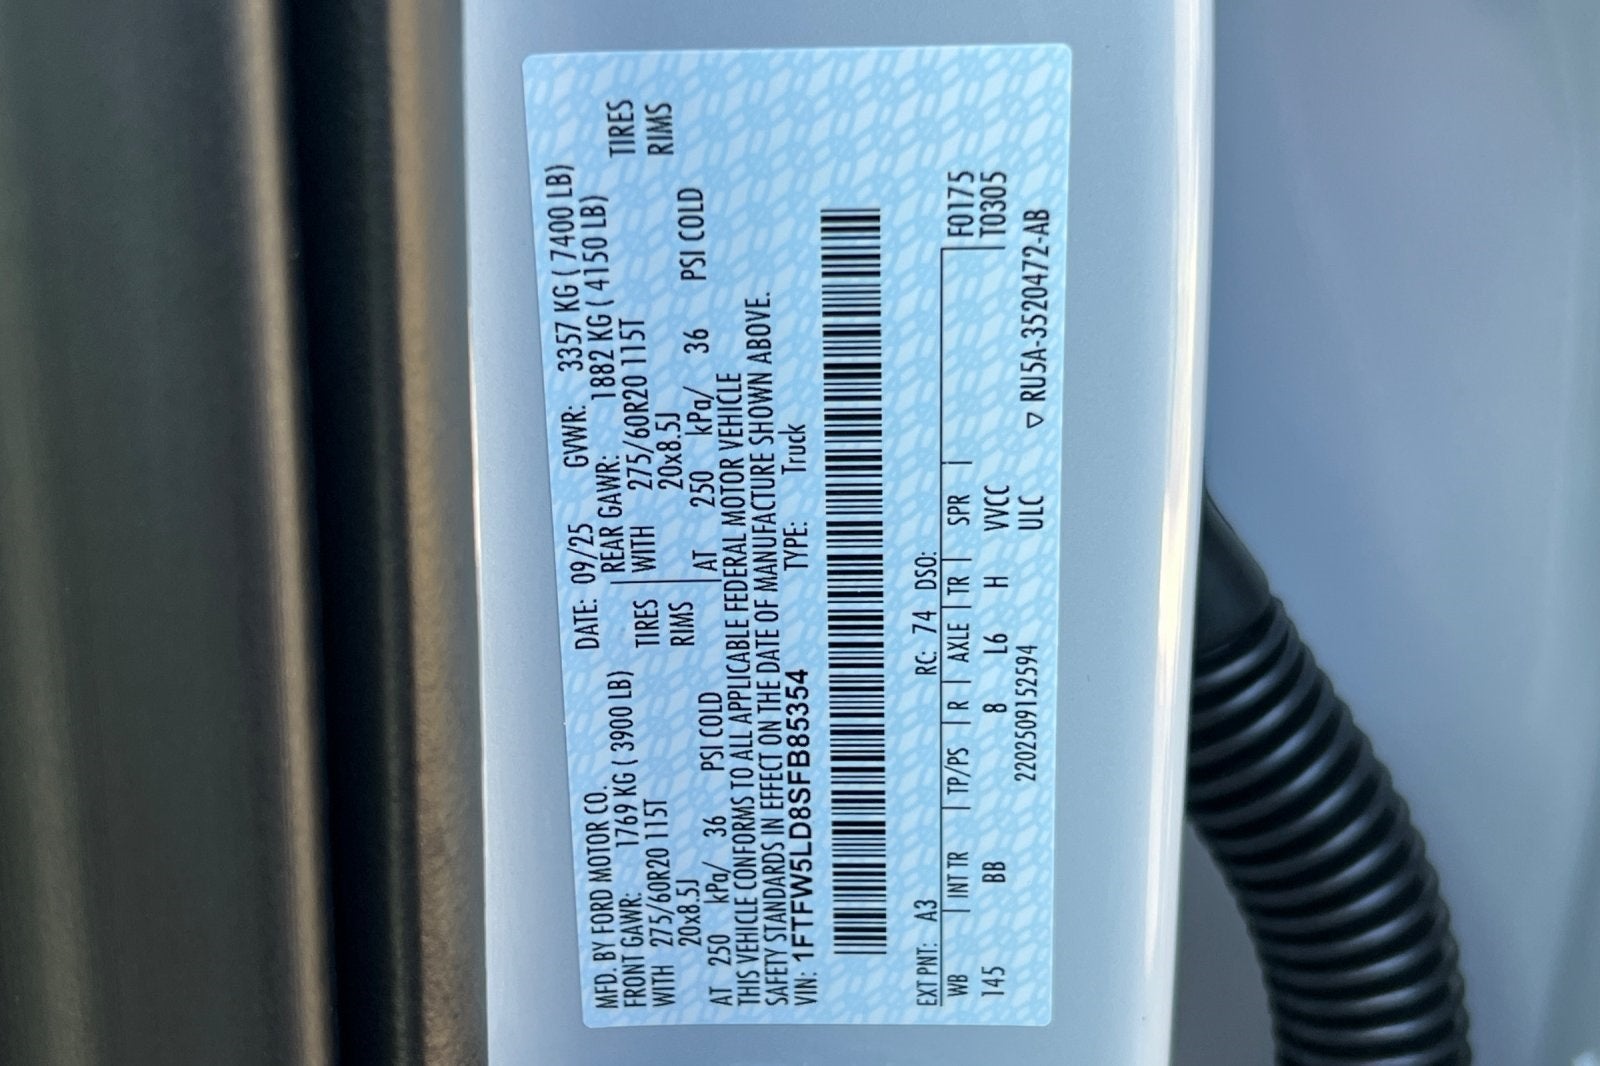 MFD. BY FORD MOTOR CO. DATE: 09/25 GVWR: 3357 KG ( 7400 LB)
FRONT GAWR: 1769 KG ( 3900 LB) REAR GAWR: 1882 KG ( 4150 LB)
WITH 275/60R20 115T TIRES WITH 275/60R20 115T TIRES
20x8.5J RIMS 20x8.5J RIMS
AT 250 kPa/ 36 PSI COLD AT 250 kPa/ 36 PSI COLD
THIS VEHICLE CONFORMS TO ALL APPLICABLE FEDERAL MOTOR VEHICLE
SAFETY STANDARDS IN EFFECT ON THE DATE OF MANUFACTURE SHOWN ABOVE.
VIN: 1FTFW5LD8SFB85354 TYPE: Truck
EXT PNT: A3 RC: 74 DSO:
WB INT TR TP/PS R AXLE TR SPR F0175
145 BB 8 L6 H VVCC T0305
2202509152594 ULC ▽ RU5A-3520472-AB